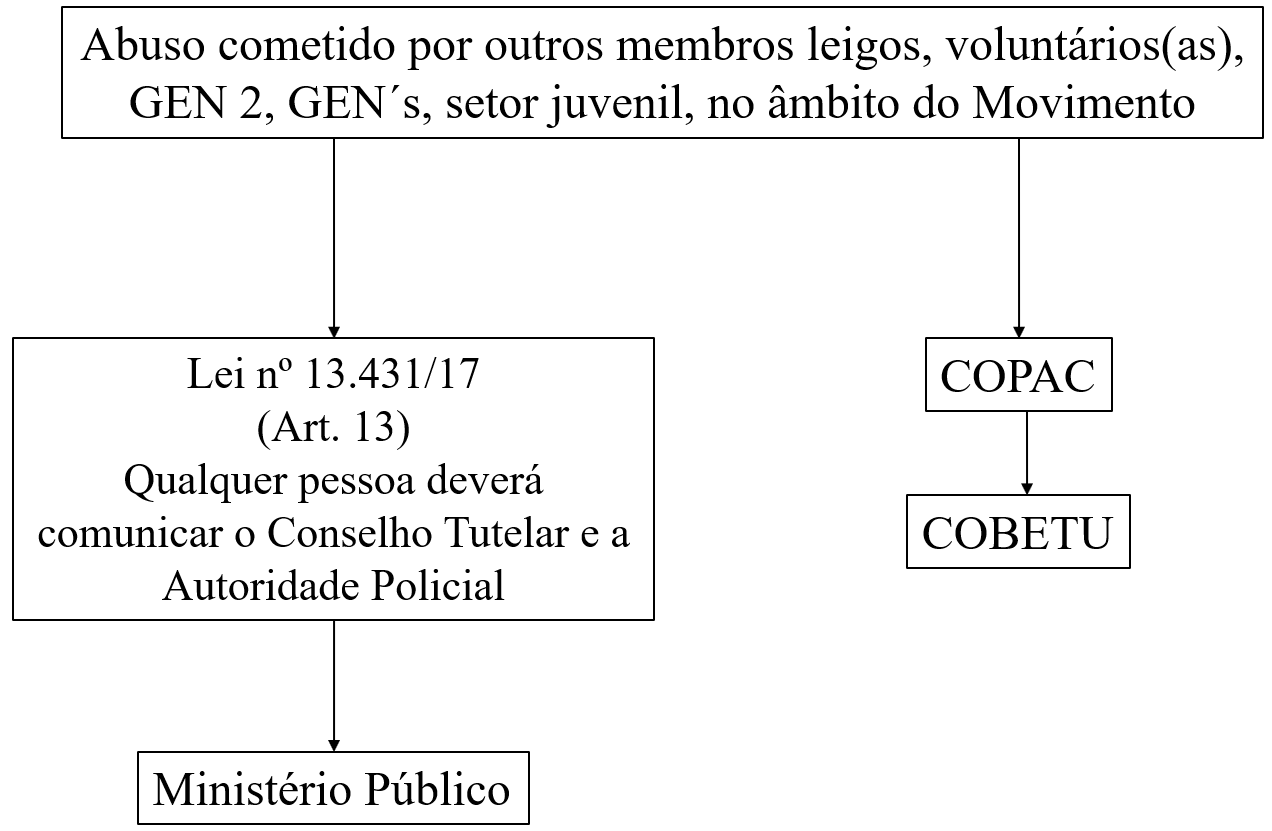 Abuso cometido por outros membros leigos, voluntários(as),
GEN 2, GEN´s, setor juvenil, no âmbito do Movimento
Lei nº 13.431/17
(Art. 13)
Qualquer pessoa deverá
comunicar o Conselho Tutelar e a
Autoridade Policial
Ministério Público
COPAC
COBETU